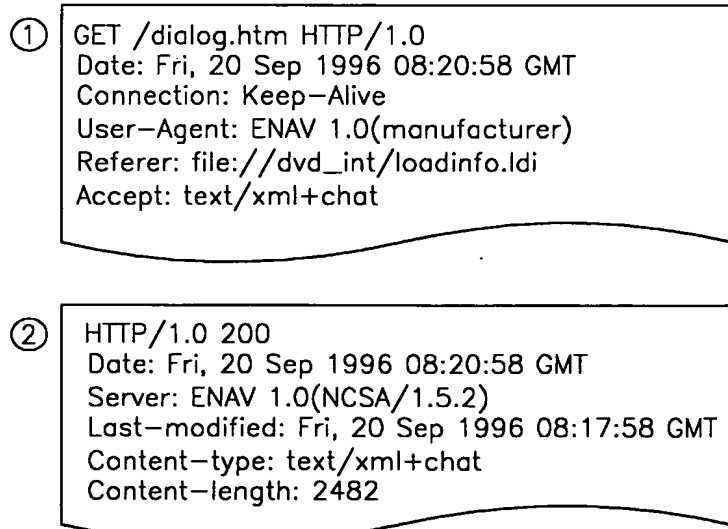 ① GET /dialog.htm HTTP/1.0
Date: Fri, 20 Sep 1996 08:20:58 GMT
Connection: Keep-Alive
User-Agent: ENAV 1.0(manufacturer)
Referer: file://dvd_int/loadinfo.ldi
Accept: text/xml+chat
② HTTP/1.0 200
Date: Fri, 20 Sep 1996 08:20:58 GMT
Server: ENAV 1.0(NCSA/1.5.2)
Last-modified: Fri, 20 Sep 1996 08:17:58 GMT
Content-type: text/xml+chat
Content-length: 2482